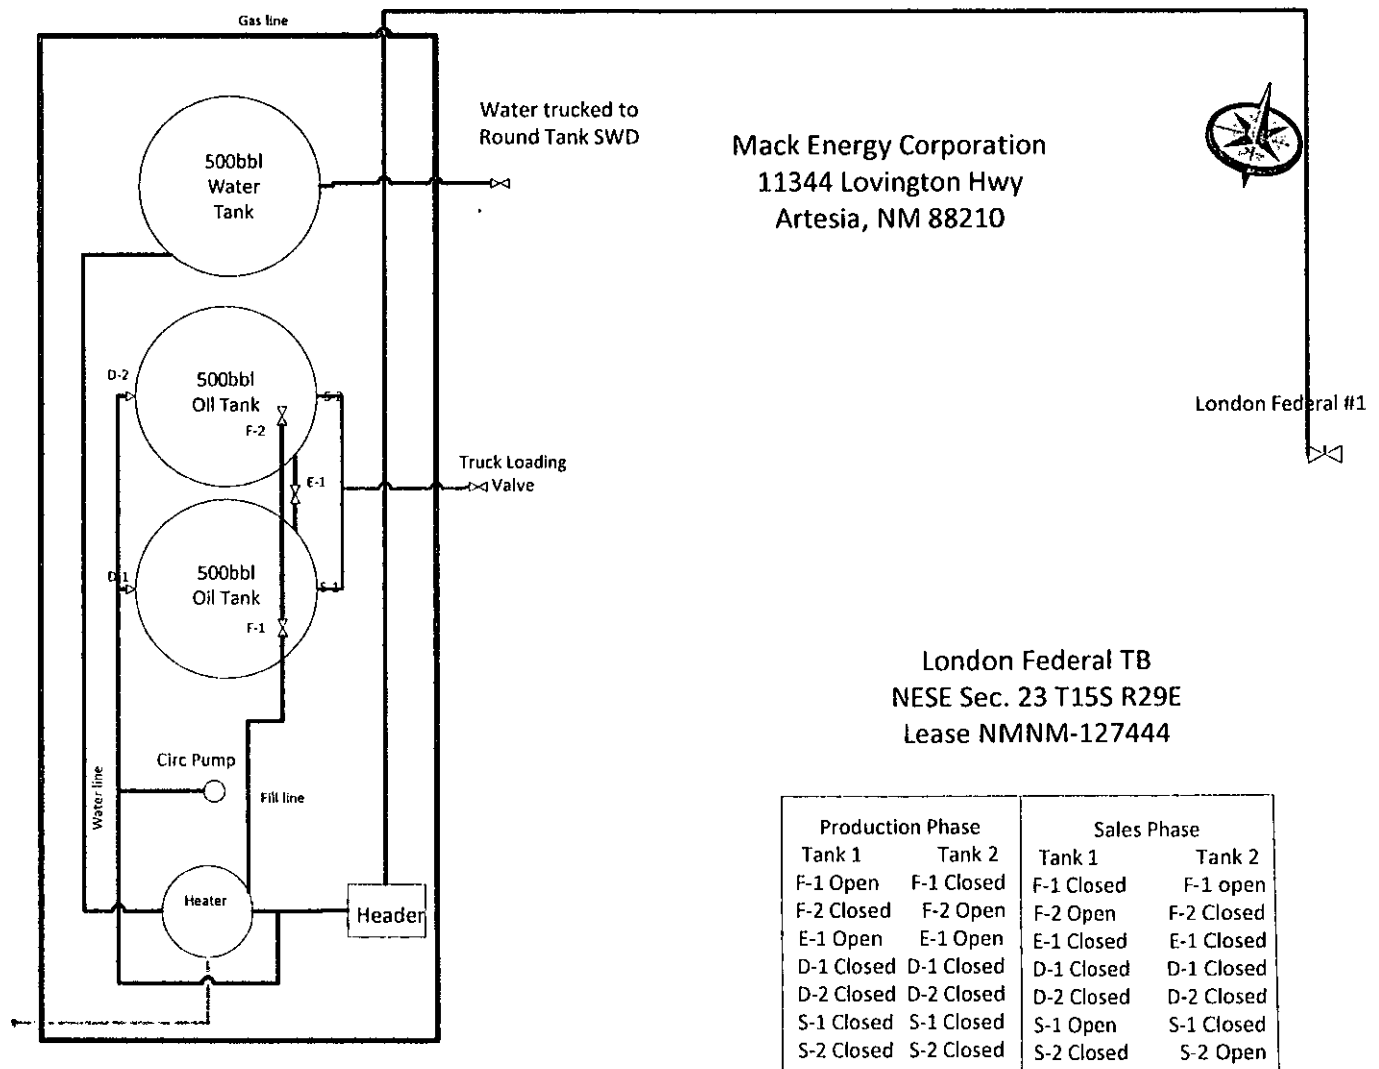 Gas line
Water trucked to
Round Tank SWD
Mack Energy Corporation
11344 Lovington Hwy
Artesia, NM 88210
500bbl
Water
Tank
D-2
500bbl
Oil Tank
S-2
F-2
London Federal #1
Truck Loading
Valve
E-1
D-1
500bbl
Oil Tank
S-1
F-1
London Federal TB
NESE Sec. 23 T15S R29E
Lease NMNM-127444
Circ Pump
Water line
Fill line
Heater
Header
Production Phase Sales Phase
Tank 1 Tank 2 Tank 1 Tank 2
F-1 Open F-1 Closed F-1 Closed F-1 open
F-2 Closed F-2 Open F-2 Open F-2 Closed
E-1 Open E-1 Open E-1 Closed E-1 Closed
D-1 Closed D-1 Closed D-1 Closed D-1 Closed
D-2 Closed D-2 Closed D-2 Closed D-2 Closed
S-1 Closed S-1 Closed S-1 Open S-1 Closed
S-2 Closed S-2 Closed S-2 Closed S-2 Open